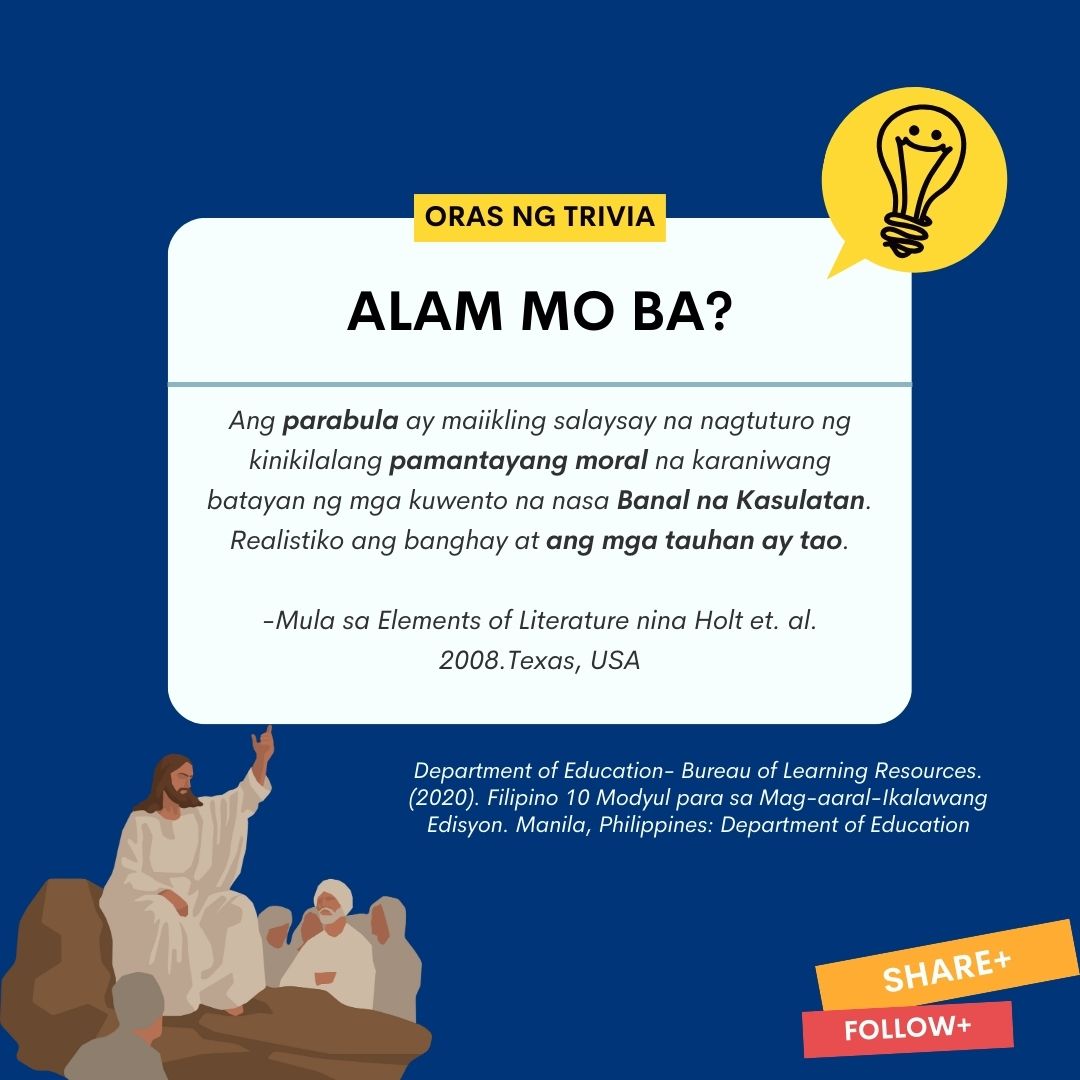 ORAS NG TRIVIA
ALAM MO BA?
Ang parabula ay maiikling salaysay na nagtuturo ng
kinikilalang pamantayang moral na karaniwang
batayan ng mga kuwento na nasa Banal na Kasulatan.
Realistiko ang banghay at ang mga tauhan ay tao.
-Mula sa Elements of Literature nina Holt et. al.
2008.Texas, USA
Department of Education- Bureau of Learning Resources.
(2020). Filipino 10 Modyul para sa Mag-aaral-Ikalawang
Edisyon. Manila, Philippines: Department of Education
SHARE+
FOLLOW+